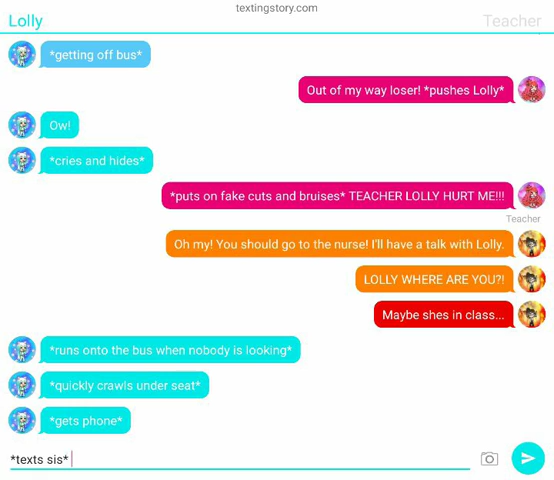 textingstory.com
Lolly
Teacher
*getting off bus*
Out of my way loser! *pushes Lolly*
Ow!
*cries and hides*
*puts on fake cuts and bruises* TEACHER LOLLY HURT ME!!!
Teacher
Oh my! You should go to the nurse! I'll have a talk with Lolly.
LOLLY WHERE ARE YOU?!
Maybe shes in class...
*runs onto the bus when nobody is looking*
*quickly crawls under seat*
*gets phone*
*texts sis*